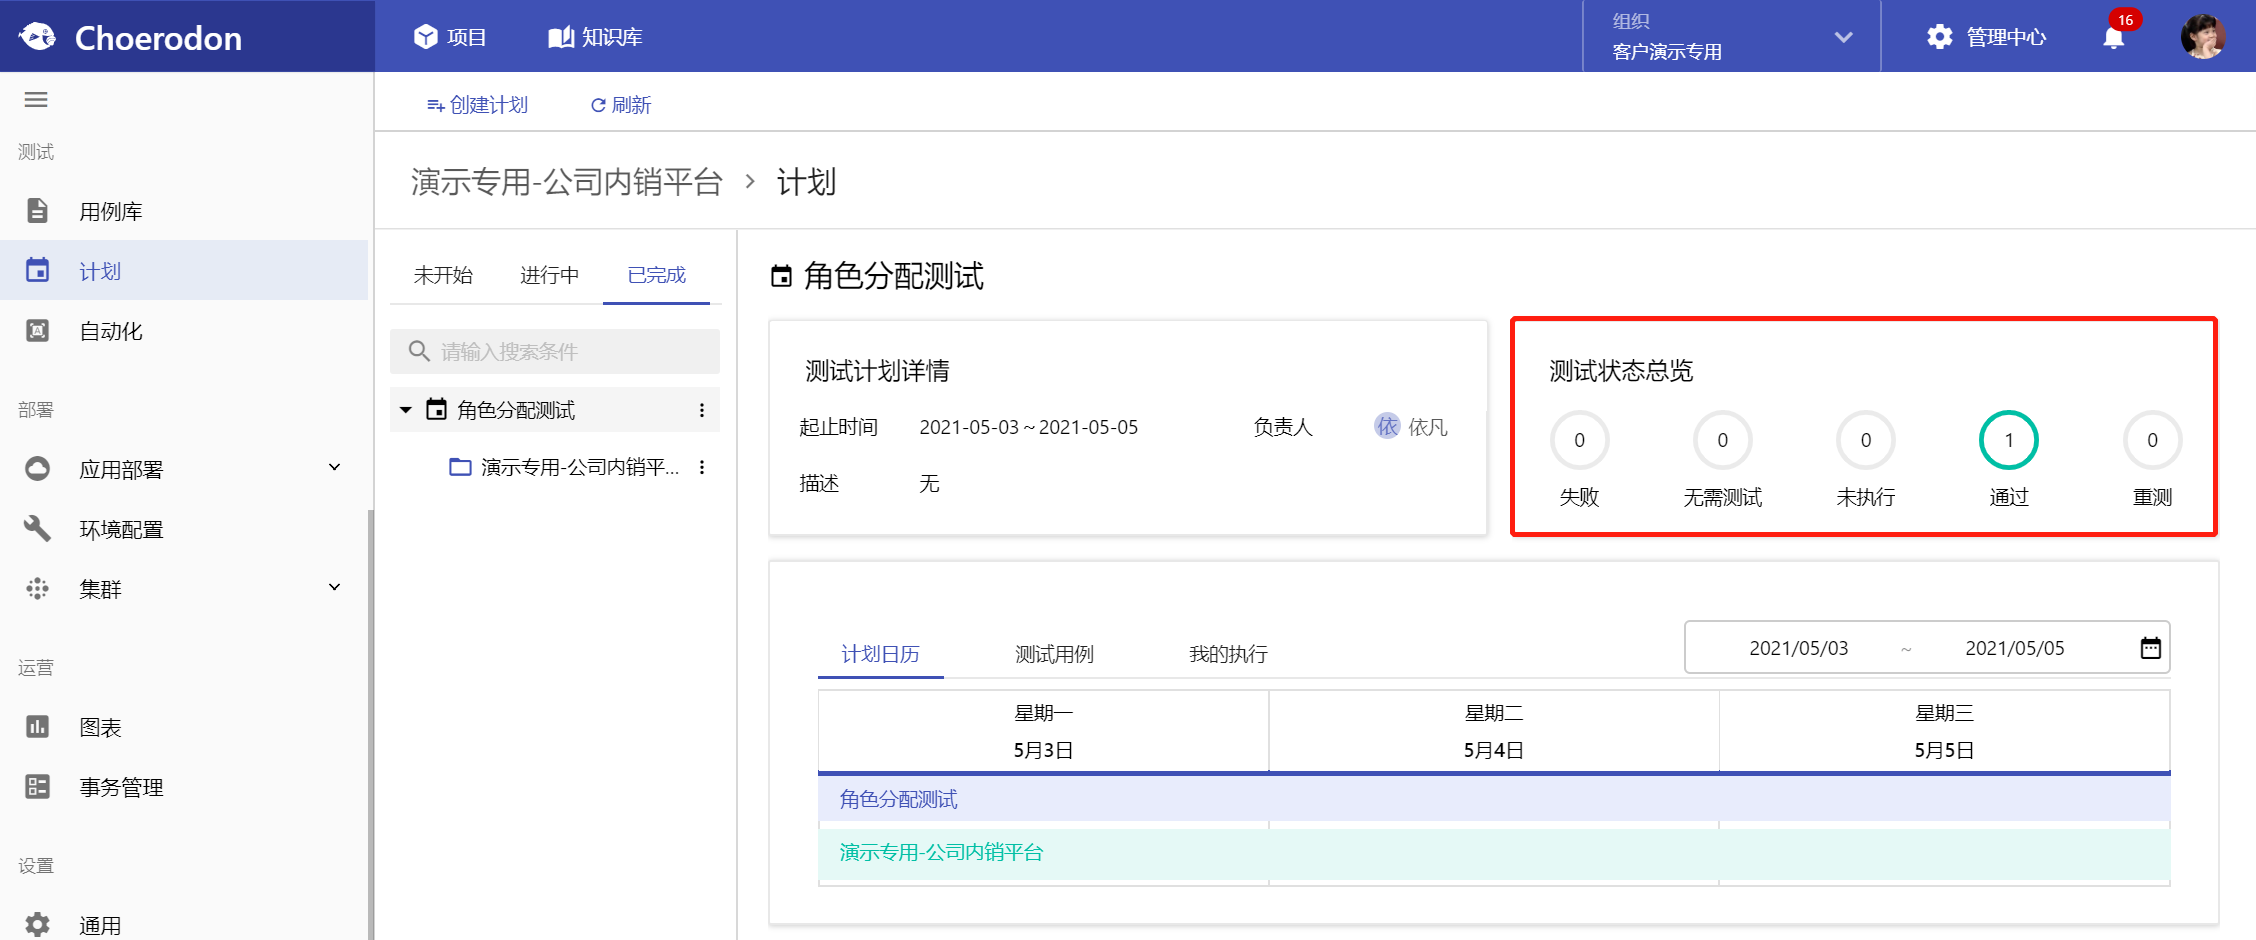 Choerodon
项目
知识库
组织
客户演示专用
管理中心
16
创建计划
刷新
测试
用例库
计划
自动化
部署
应用部署
环境配置
集群
运营
图表
事务管理
设置
通用
演示专用-公司内销平台 > 计划
未开始
进行中
已完成
请输入搜索条件
角色分配测试
演示专用-公司内销平...
角色分配测试
测试计划详情
起止时间 2021-05-03 ~ 2021-05-05
负责人 依 依凡
描述 无
测试状态总览
0 0 0 1 0
失败 无需测试 未执行 通过 重测
计划日历
测试用例
我的执行
2021/05/03 ~ 2021/05/05
星期一 星期二 星期三
5月3日 5月4日 5月5日
角色分配测试
演示专用-公司内销平台